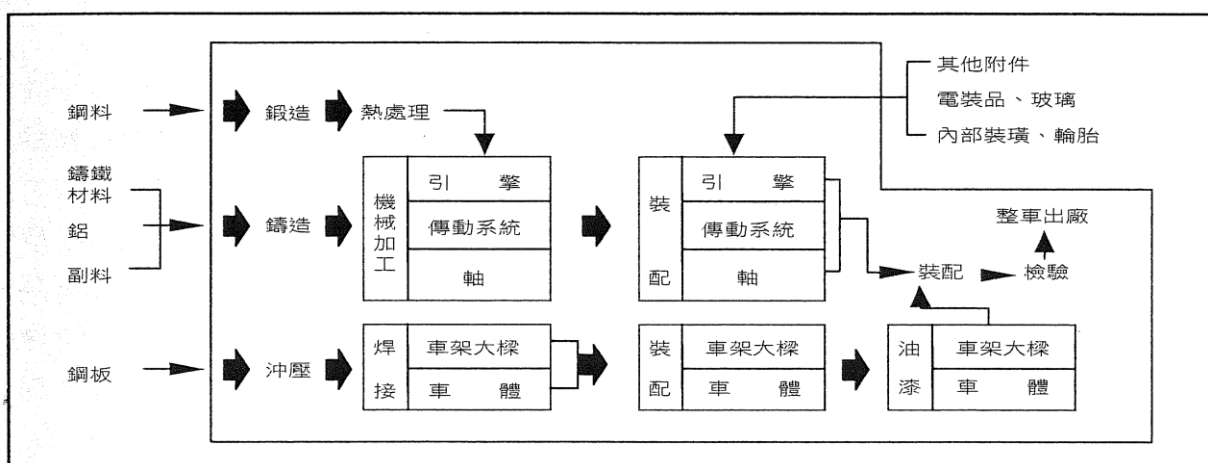 其他附件
電裝品、玻璃
內部裝璜、輪胎
鋼料
鍛造
熱處理
鑄鐵
材料
鋁
副料
鑄造
機械加工
引擎
傳動系統
軸
裝配
引擎
傳動系統
軸
裝配
檢驗
整車出廠
鋼板
沖壓
焊接
車架大樑
車體
裝配
車架大樑
車體
油漆
車架大樑
車體